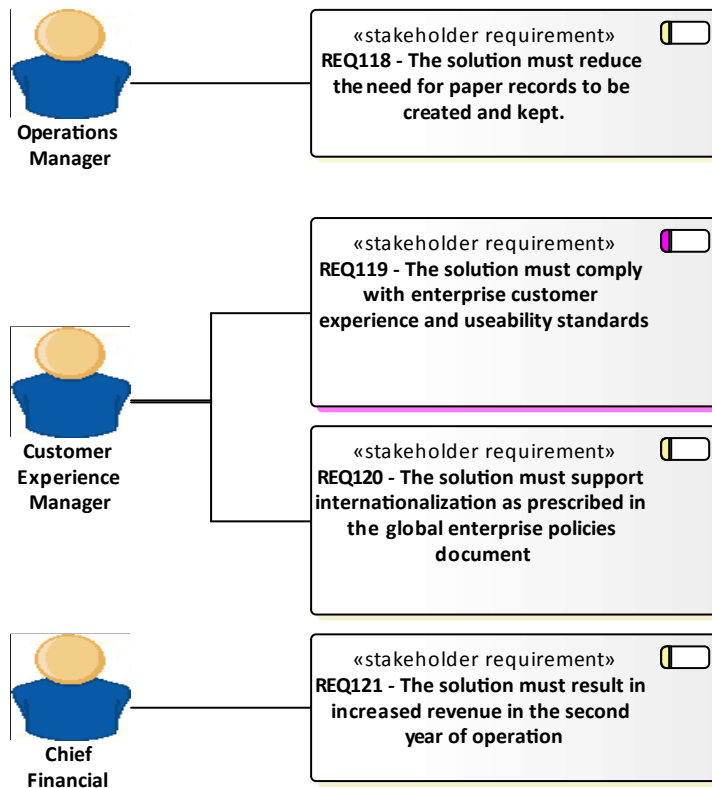 Operations
Manager
«stakeholder requirement»
REQ118 - The solution must reduce
the need for paper records to be
created and kept.
Customer
Experience
Manager
«stakeholder requirement»
REQ119 - The solution must comply
with enterprise customer
experience and useability standards
«stakeholder requirement»
REQ120 - The solution must support
internationalization as prescribed in
the global enterprise policies
document
Chief
Financial
«stakeholder requirement»
REQ121 - The solution must result in
increased revenue in the second
year of operation